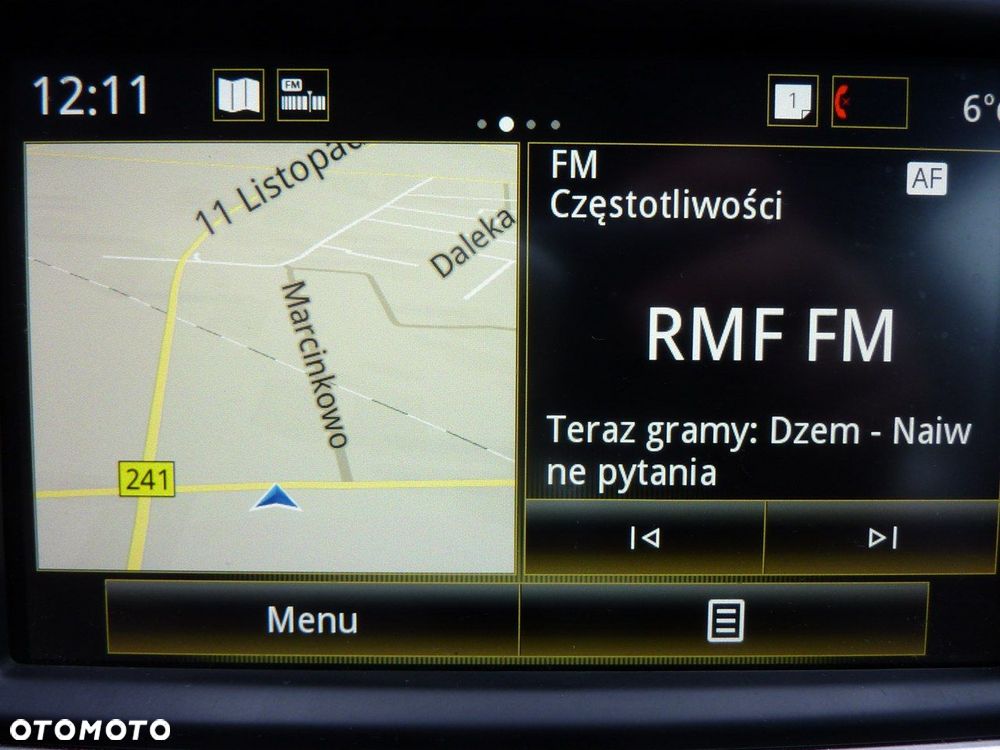 12:11
FM
1
6°
11 Listopad
Daleka
Marcinkowo
241
FM
AF
Częstotliwości
RMF FM
Teraz gramy: Dzem - Naiw
ne pytania
Menu
OTOMOTO